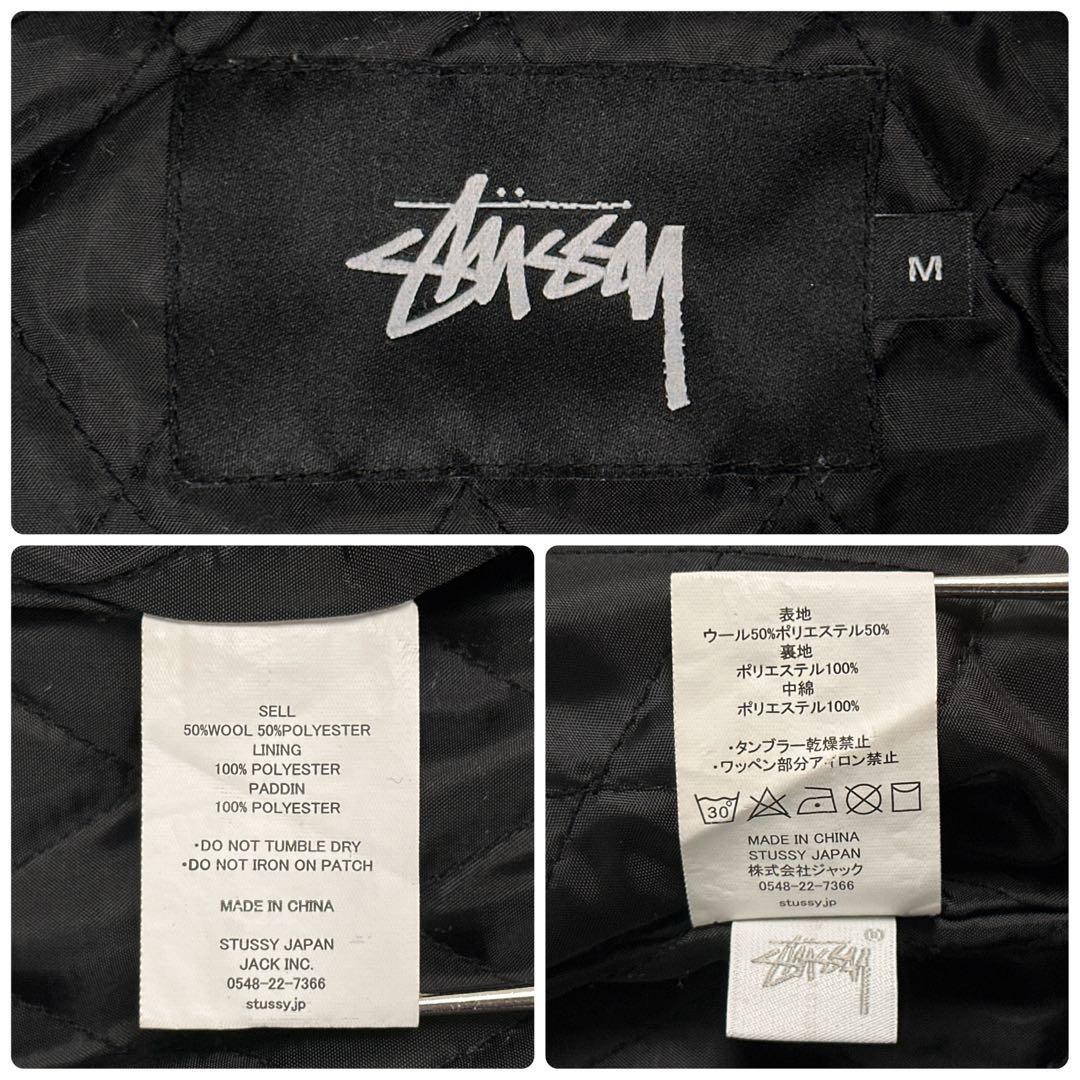 STÜSSY
M
SELL
50%WOOL 50%POLYESTER
LINING
100% POLYESTER
PADDIN
100% POLYESTER
・DO NOT TUMBLE DRY
・DO NOT IRON ON PATCH
MADE IN CHINA
STUSSY JAPAN
JACK INC.
0548-22-7366
stussy.jp
表地
ウール50%ポリエステル50%
裏地
ポリエステル100%
中綿
ポリエステル100%
・タンブラー乾燥禁止
・ワッペン部分アイロン禁止
30
MADE IN CHINA
STUSSY JAPAN
株式会社ジャック
0548-22-7366
stussy.jp
STÜSSY®